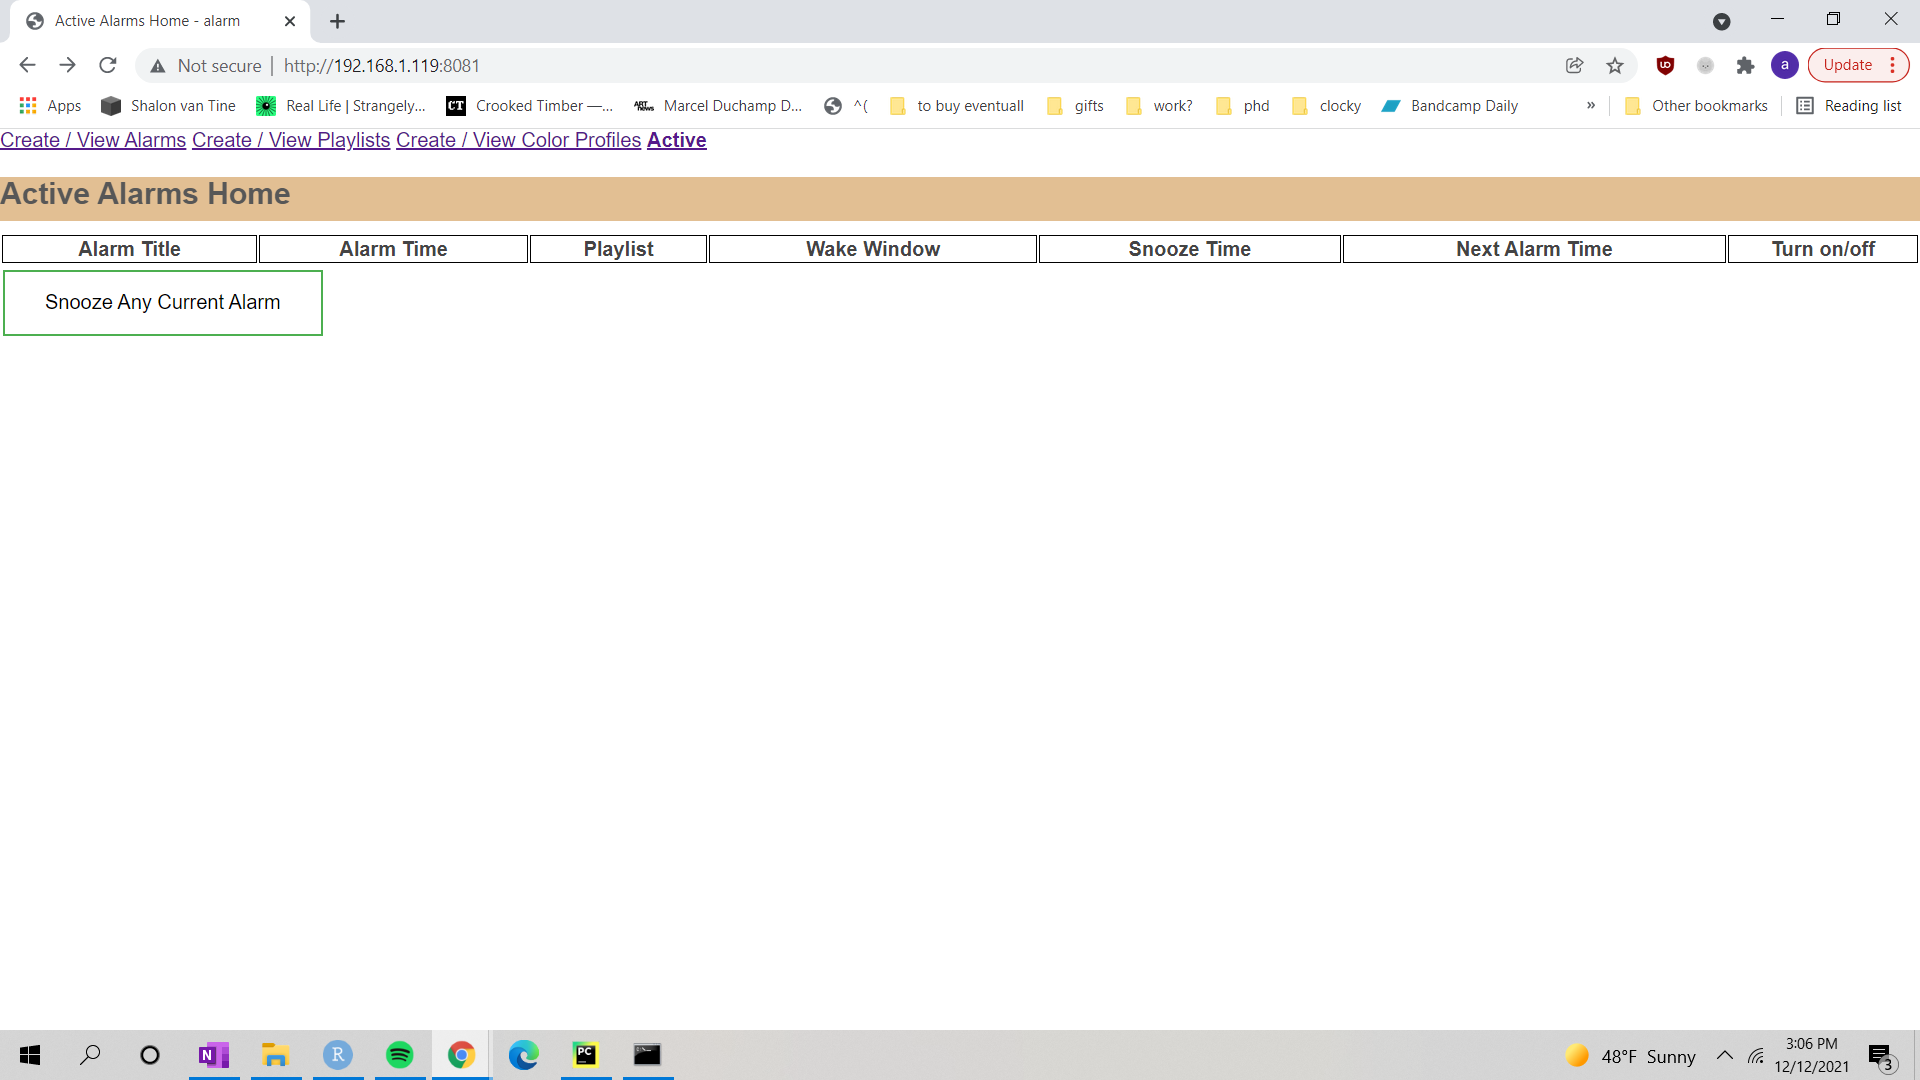 Active Alarms Home - alarm
Not secure | http://192.168.1.119:8081
a
Update
Apps
Shalon van Tine
Real Life | Strangely...
CT
Crooked Timber —...
ART news
Marcel Duchamp D...
^(
to buy eventuall
gifts
work?
phd
clocky
Bandcamp Daily
»
Other bookmarks
Reading list
Create / View Alarms Create / View Playlists Create / View Color Profiles Active
Active Alarms Home
Alarm Title Alarm Time Playlist Wake Window Snooze Time Next Alarm Time Turn on/off
Snooze Any Current Alarm
N
R
PC
48°F Sunny
3:06 PM
12/12/2021
3